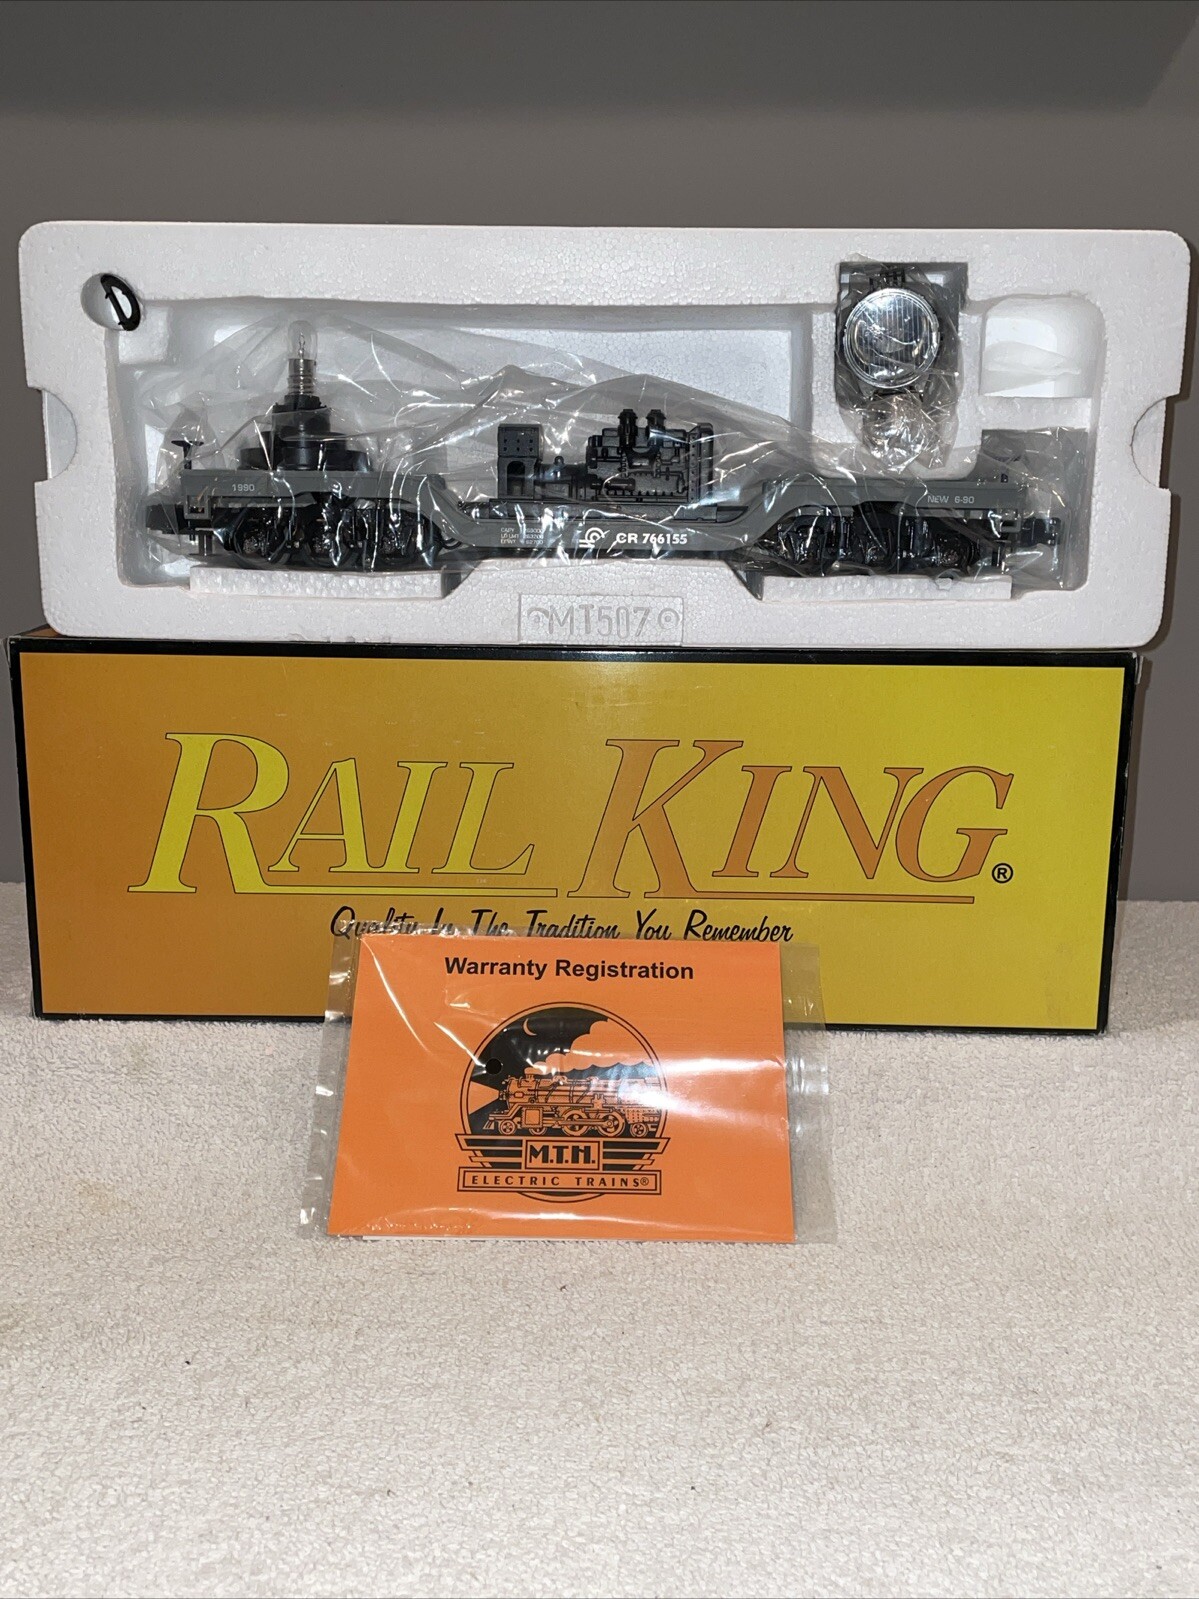 1990
NEW 6-90
CAPY
CR 766155
MT507
RAIL KING®
Quality In The Tradition You Remember
Warranty Registration
M.T.H.
ELECTRIC TRAINS®